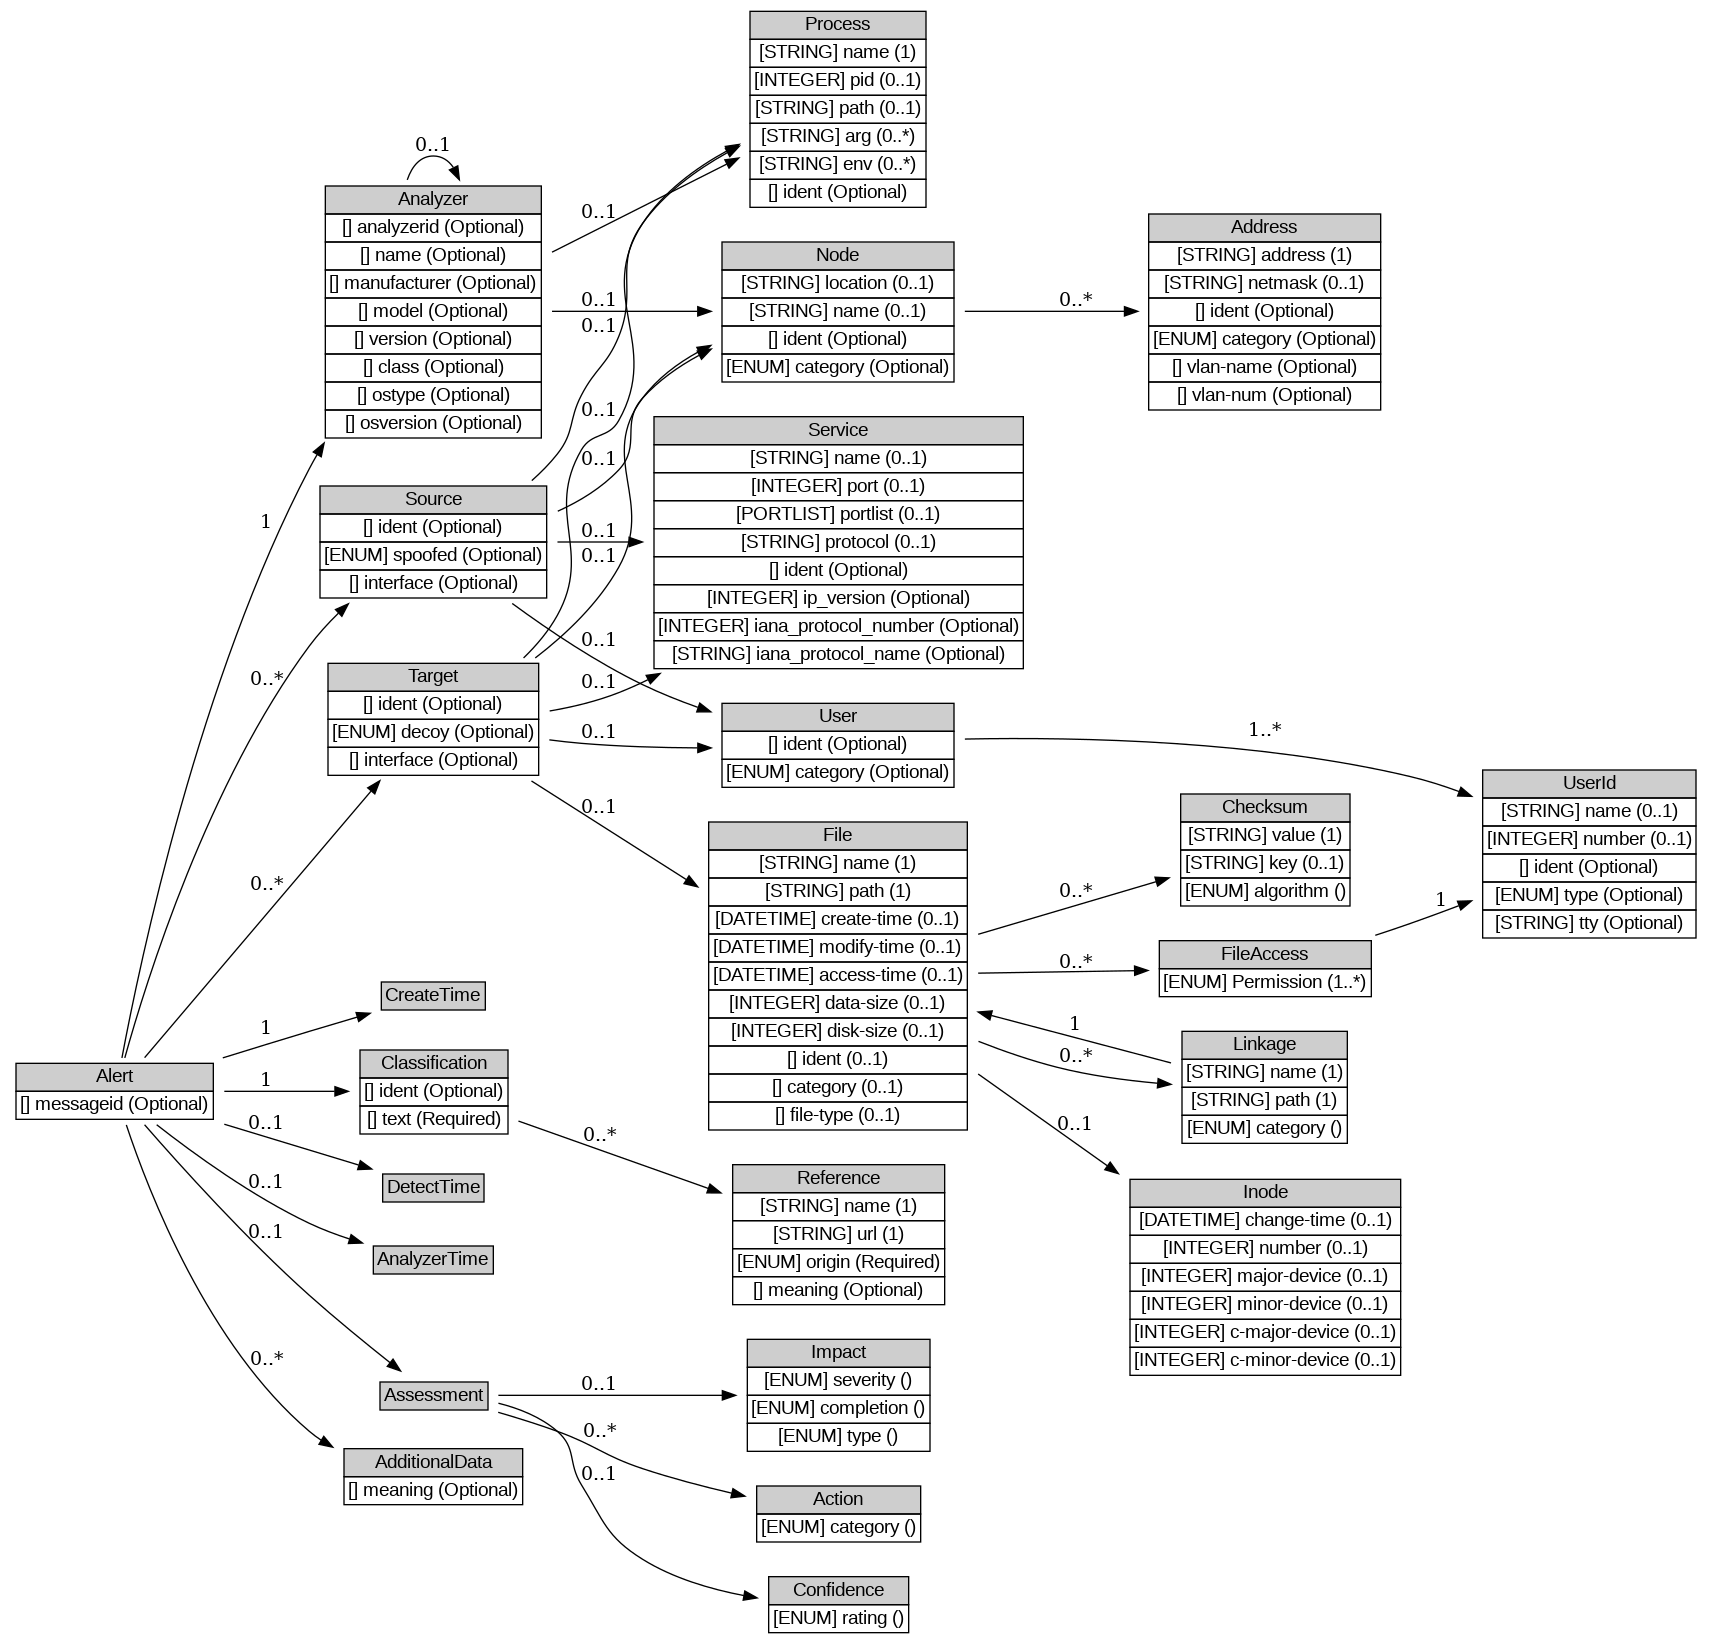 Process
[STRING] name (1)
[INTEGER] pid (0..1)
[STRING] path (0..1)
[STRING] arg (0..*)
[STRING] env (0..*)
[] ident (Optional)
0..1
Analyzer
[] analyzerid (Optional)
[] name (Optional)
[] manufacturer (Optional)
[] model (Optional)
[] version (Optional)
[] class (Optional)
[] ostype (Optional)
[] osversion (Optional)
0..1
0..1
0..1
0..1
0..1
0..1
0..1
Node
[STRING] location (0..1)
[STRING] name (0..1)
[] ident (Optional)
[ENUM] category (Optional)
0..*
Address
[STRING] address (1)
[STRING] netmask (0..1)
[] ident (Optional)
[ENUM] category (Optional)
[] vlan-name (Optional)
[] vlan-num (Optional)
Service
[STRING] name (0..1)
[INTEGER] port (0..1)
[PORTLIST] portlist (0..1)
[STRING] protocol (0..1)
[] ident (Optional)
[INTEGER] ip_version (Optional)
[INTEGER] iana_protocol_number (Optional)
[STRING] iana_protocol_name (Optional)
1
Source
[] ident (Optional)
[ENUM] spoofed (Optional)
[] interface (Optional)
0..1
0..*
Target
[] ident (Optional)
[ENUM] decoy (Optional)
[] interface (Optional)
0..1
0..1
0..1
User
[] ident (Optional)
[ENUM] category (Optional)
1..*
UserId
[STRING] name (0..1)
[INTEGER] number (0..1)
[] ident (Optional)
[ENUM] type (Optional)
[STRING] tty (Optional)
File
[STRING] name (1)
[STRING] path (1)
[DATETIME] create-time (0..1)
[DATETIME] modify-time (0..1)
[DATETIME] access-time (0..1)
[INTEGER] data-size (0..1)
[INTEGER] disk-size (0..1)
[] ident (0..1)
[] category (0..1)
[] file-type (0..1)
0..*
0..*
1
0..*
0..1
Checksum
[STRING] value (1)
[STRING] key (0..1)
[ENUM] algorithm ()
1
FileAccess
[ENUM] Permission (1..*)
Linkage
[STRING] name (1)
[STRING] path (1)
[ENUM] category ()
Inode
[DATETIME] change-time (0..1)
[INTEGER] number (0..1)
[INTEGER] major-device (0..1)
[INTEGER] minor-device (0..1)
[INTEGER] c-major-device (0..1)
[INTEGER] c-minor-device (0..1)
0..*
CreateTime
1
Alert
[] messageid (Optional)
1
Classification
[] ident (Optional)
[] text (Required)
0..*
0..1
DetectTime
0..1
AnalyzerTime
0..1
Reference
[STRING] name (1)
[STRING] url (1)
[ENUM] origin (Required)
[] meaning (Optional)
0..*
Assessment
0..1
0..*
0..1
Impact
[ENUM] severity ()
[ENUM] completion ()
[ENUM] type ()
AdditionalData
[] meaning (Optional)
Action
[ENUM] category ()
Confidence
[ENUM] rating ()